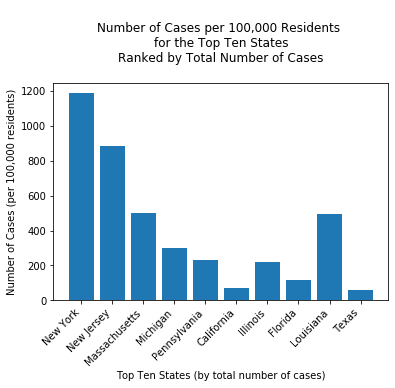 Number of Cases per 100,000 Residents
for the Top Ten States
Ranked by Total Number of Cases
Number of Cases (per 100,000 residents)
1200
1000
800
600
400
200
0
New York
New Jersey
Massachusetts
Michigan
Pennsylvania
California
Illinois
Florida
Louisiana
Texas
Top Ten States (by total number of cases)